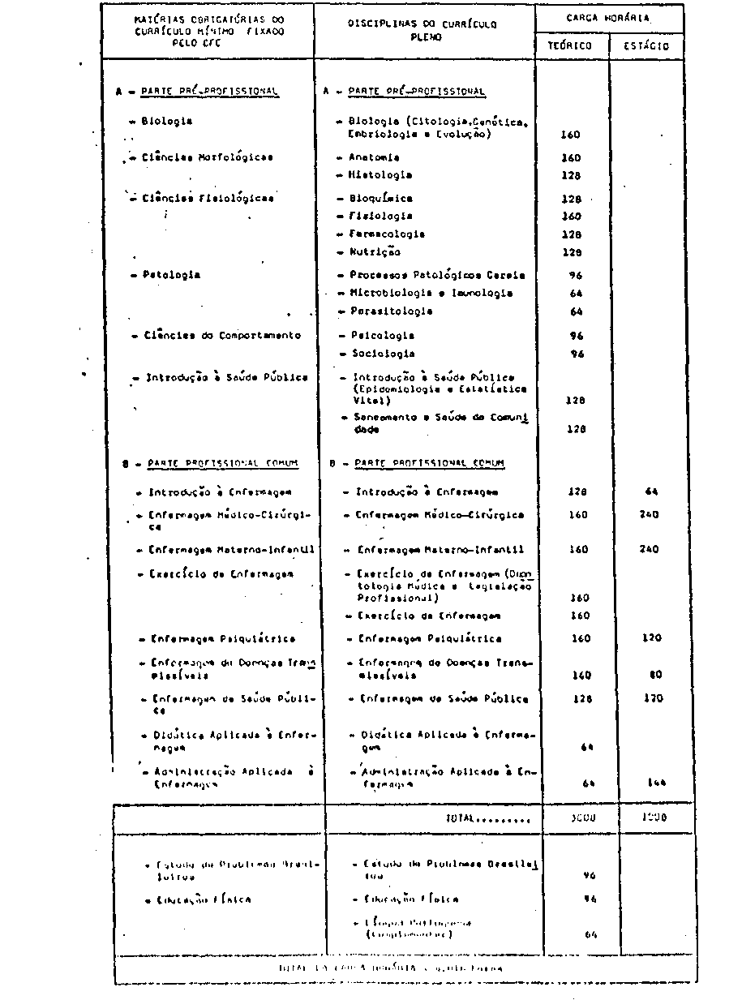 MATÉRIAS OBRIGATÓRIAS DO
CURRÍCULO MÍNIMO FIXADO
PELO CFE
DISCIPLINAS DO CURRÍCULO
PLENO
CARGA HORÁRIA
TEÓRICO ESTÁGIO
A - PARTE PRÉ-PROFISSIONAL A - PARTE PRÉ-PROFISSIONAL
- Biologia - Biologia (Citologia, Genética,
Embriologia e Evolução) 160
- Ciências Morfológicas - Anatomia 160
- Histologia 128
- Ciências Fisiológicas - Bioquímica 128
- Fisiologia 160
- Farmacologia 128
- Nutrição 128
- Patologia - Processos Patológicos Gerais 96
- Microbiologia e Imunologia 64
- Parasitologia 64
- Ciências do Comportamento - Psicologia 96
- Sociologia 96
- Introdução à Saúde Pública - Introdução à Saúde Pública
(Epidemiologia e Estatística
Vital) 128
- Saneamento e Saúde da Comuni
dade 128
B - PARTE PROFISSIONAL COMUM B - PARTE PROFISSIONAL COMUM
- Introdução à Enfermagem - Introdução à Enfermagem 128 64
- Enfermagem Médico-Cirúrgi- - Enfermagem Médico-Cirúrgica 160 240
ca
- Enfermagem Materno-Infantil - Enfermagem Materno-Infantil 160 240
- Exercício de Enfermagem - Exercício de Enfermagem (Deon
tologia Médica e Legislação
Profissional) 160
- Exercício de Enfermagem 160
- Enfermagem Psiquiátrica - Enfermagem Psiquiátrica 160 120
- Enfermagem de Doenças Trans - Enfermagem de Doenças Trans-
missíveis missíveis 160 80
- Enfermagem de Saúde Públi- - Enfermagem de Saúde Pública 128 120
ca
- Didática Aplicada à Enfer- - Didática Aplicada à Enferma-
magem gem 64
- Administração Aplicada à - Administração Aplicada à En-
Enfermagem fermagem 64 144
TOTAL......... 3000 1008
- Estudo de Problemas Brasi- - Estudo de Problemas Brasilei
leiros ros 96
- Educação Física - Educação Física 96
- Língua Portuguesa
(Complementar) 64
TOTAL DA CARGA HORÁRIA